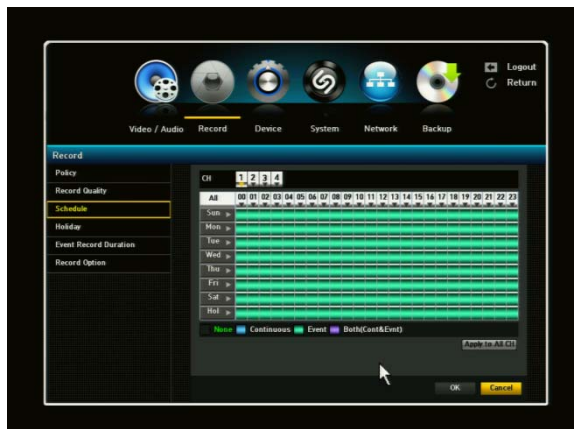 Logout
Return
Video / Audio Record Device System Network Backup
Record
Policy
Record Quality
Schedule
Holiday
Event Record Duration
Record Option
CH 1 2 3 4
All 00 01 02 03 04 05 06 07 08 09 10 11 12 13 14 15 16 17 18 19 20 21 22 23
Sun
Mon
Tue
Wed
Thu
Fri
Sat
Hol
None Continuous Event Both(Cont&Evnt)
Apply to All CH
OK Cancel